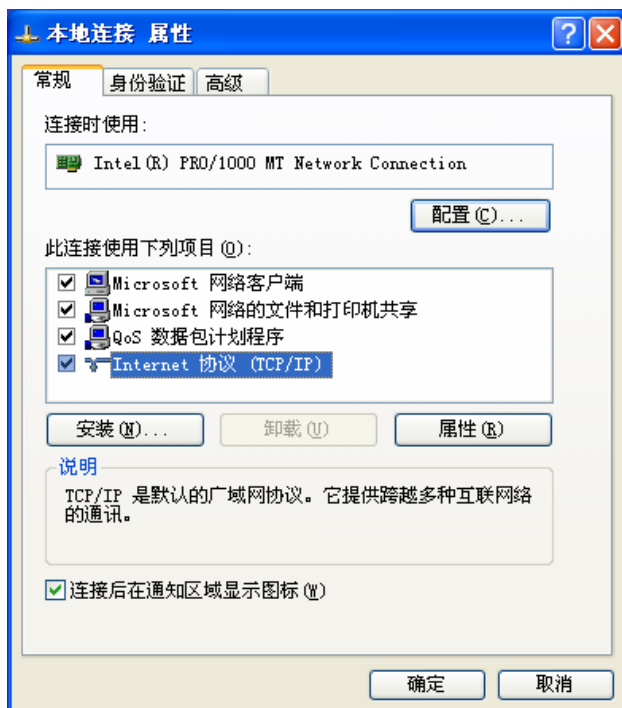 本地连接 属性
常规 身份验证 高级
连接时使用:
Intel(R) PRO/1000 MT Network Connection
配置(C)...
此连接使用下列项目(O):
Microsoft 网络客户端
Microsoft 网络的文件和打印机共享
QoS 数据包计划程序
Internet 协议 (TCP/IP)
安装(N)... 卸载(U) 属性(R)
说明
TCP/IP 是默认的广域网协议。它提供跨越多种互联网络
的通讯。
连接后在通知区域显示图标(W)
确定 取消